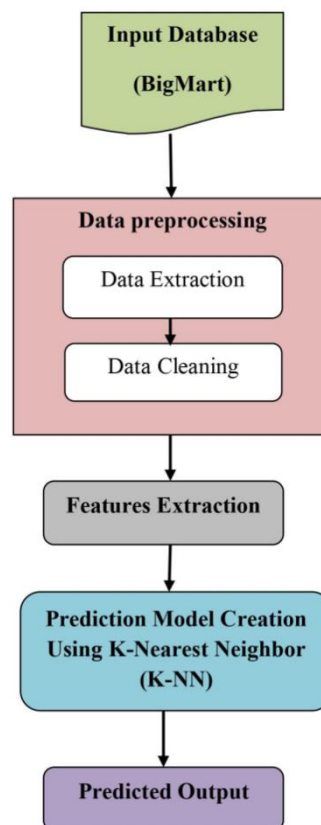 Input Database
(BigMart)
Data preprocessing
Data Extraction
Data Cleaning
Features Extraction
Prediction Model Creation
Using K-Nearest Neighbor
(K-NN)
Predicted Output